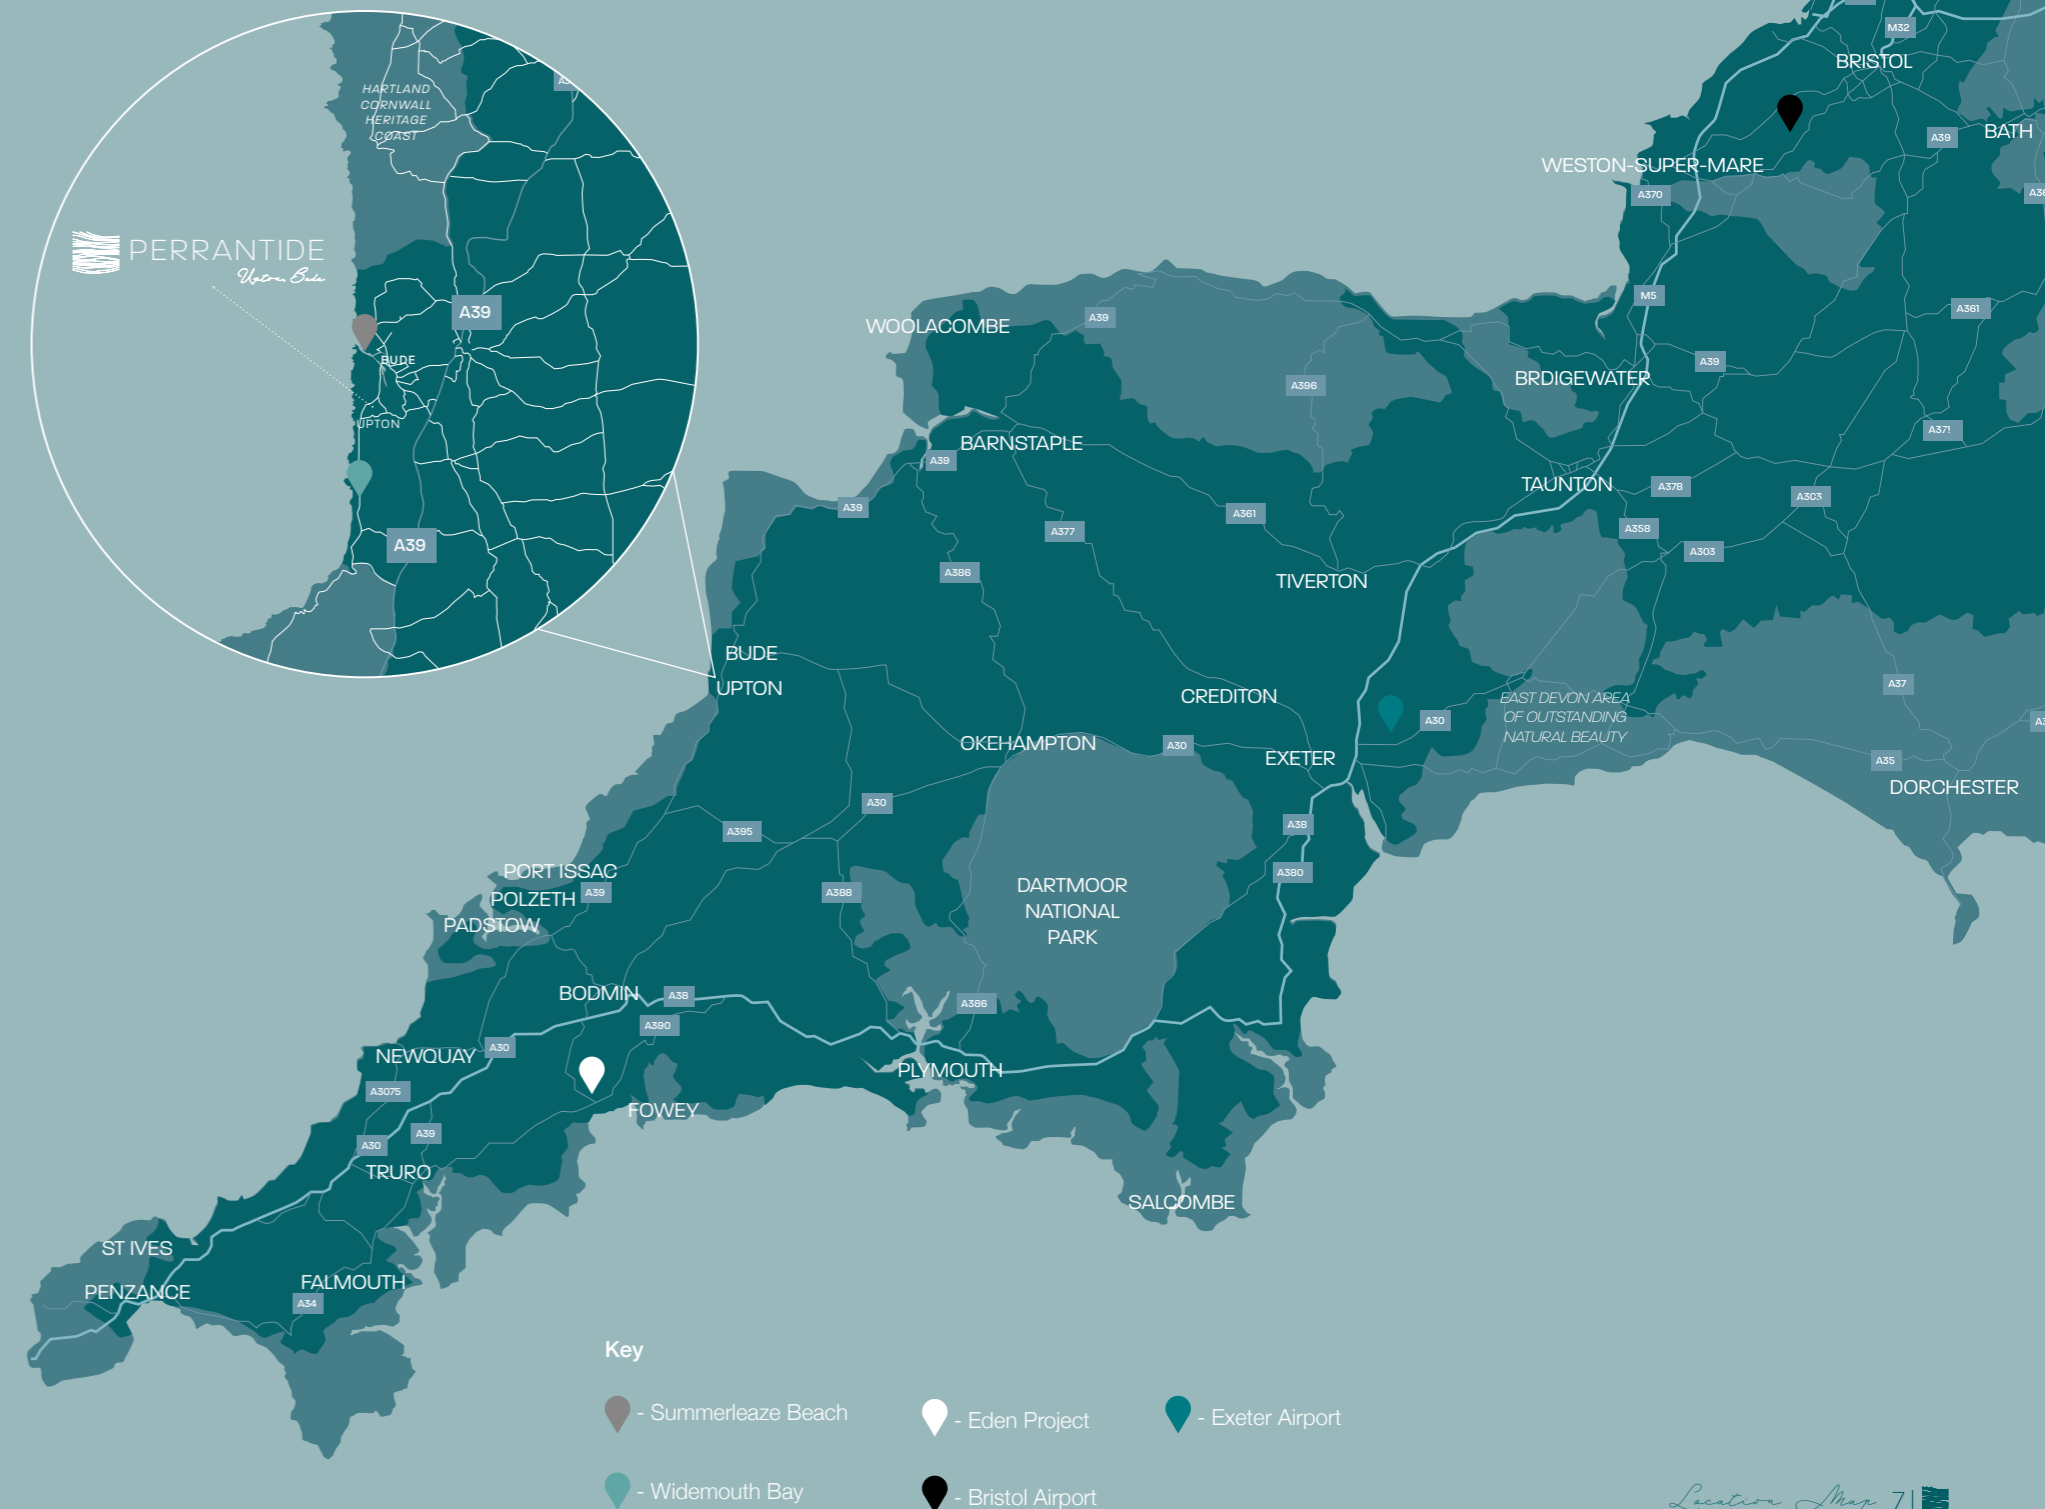 HARTLAND
CORNWALL
HERITAGE
COAST
PERRANTIDE
Upton Bude
A39
BUDE
UPTON
A39
M32
BRISTOL
A39
BATH
WESTON-SUPER-MARE
A370
M5
A361
WOOLACOMBE
A39
A39
A396
BRDIGEWATER
A371
BARNSTAPLE
A39
TAUNTON
A378
A303
A39
A361
A377
A358
A303
A386
TIVERTON
BUDE
UPTON
CREDITON
EAST DEVON AREA
OF OUTSTANDING
NATURAL BEAUTY
A37
A30
OKEHAMPTON
A30
EXETER
A35
DORCHESTER
A30
A395
A38
PORT ISSAC
A380
POLZETH
A39
A388
DARTMOOR
NATIONAL
PARK
PADSTOW
BODMIN
A38
A386
A390
NEWQUAY
A30
PLYMOUTH
A3075
FOWEY
A30
A39
TRURO
SALCOMBE
ST IVES
PENZANCE
FALMOUTH
A34
Key
- Summerleaze Beach
- Eden Project
- Exeter Airport
- Widemouth Bay
- Bristol Airport
Location Map 7